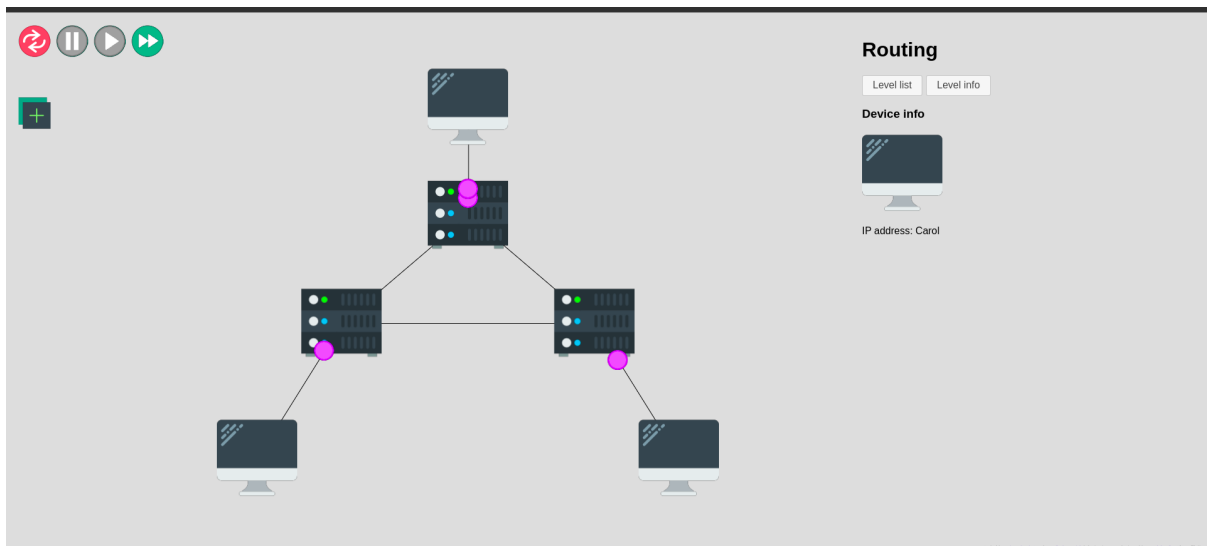 Routing
Level list Level info
Device info
IP address: Carol